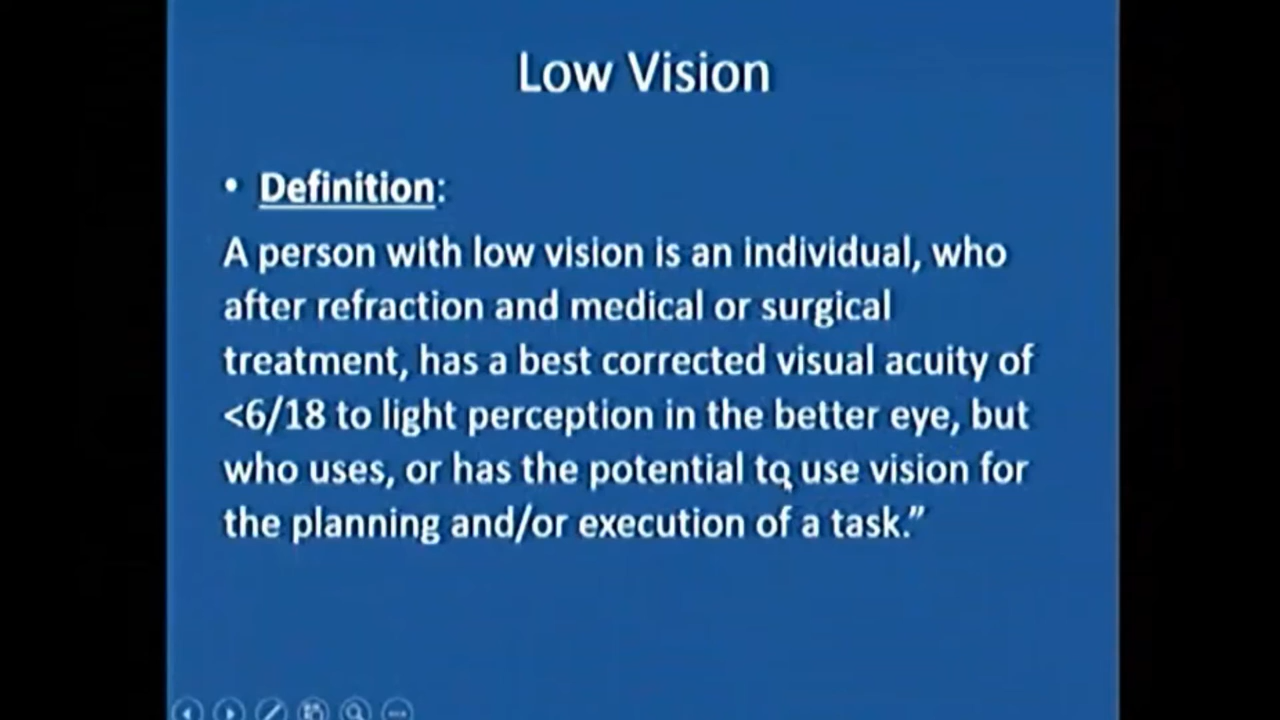 Low Vision
• Definition:
A person with low vision is an individual, who
after refraction and medical or surgical
treatment, has a best corrected visual acuity of
<6/18 to light perception in the better eye, but
who uses, or has the potential to use vision for
the planning and/or execution of a task.”